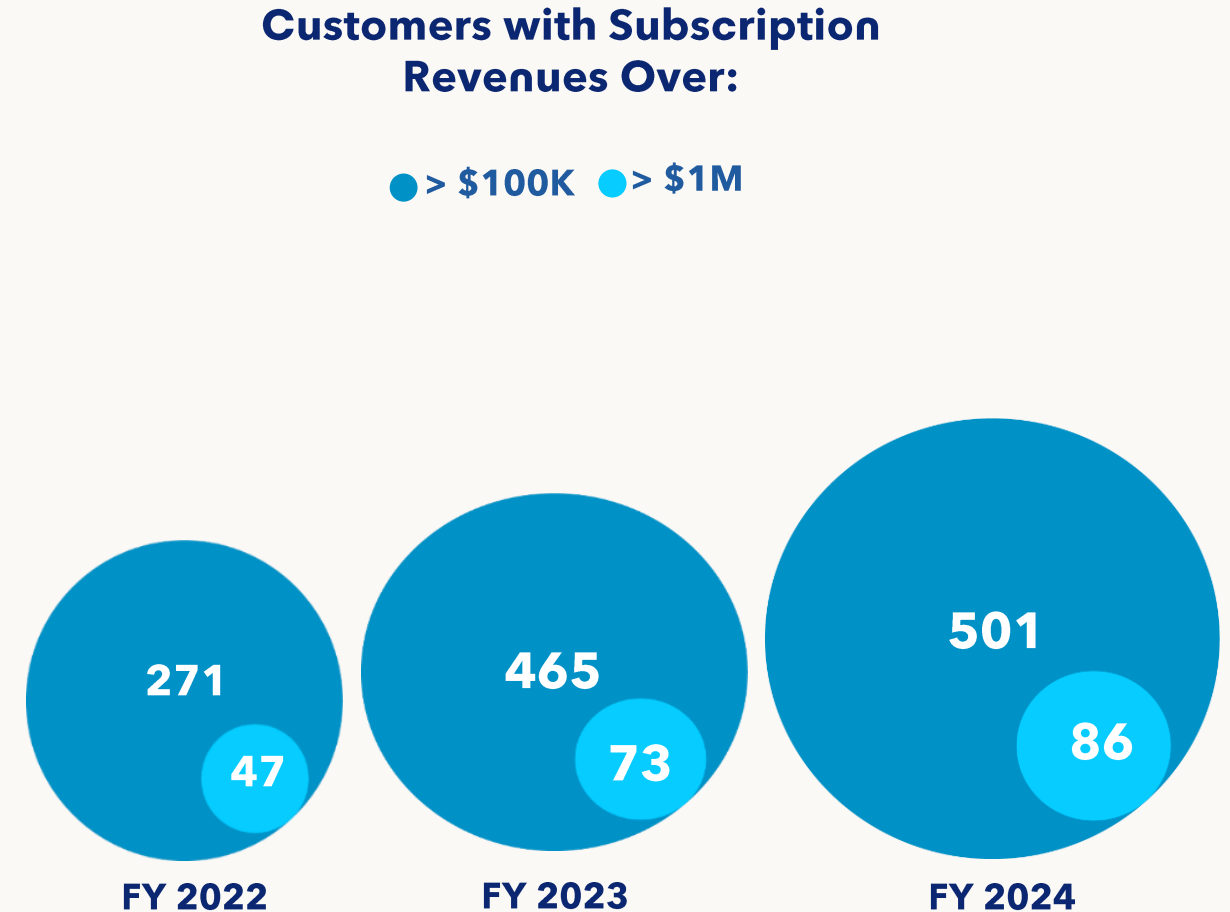 Customers with Subscription
Revenues Over:
> $100K > $1M
271
47
465
73
501
86
FY 2022 FY 2023 FY 2024